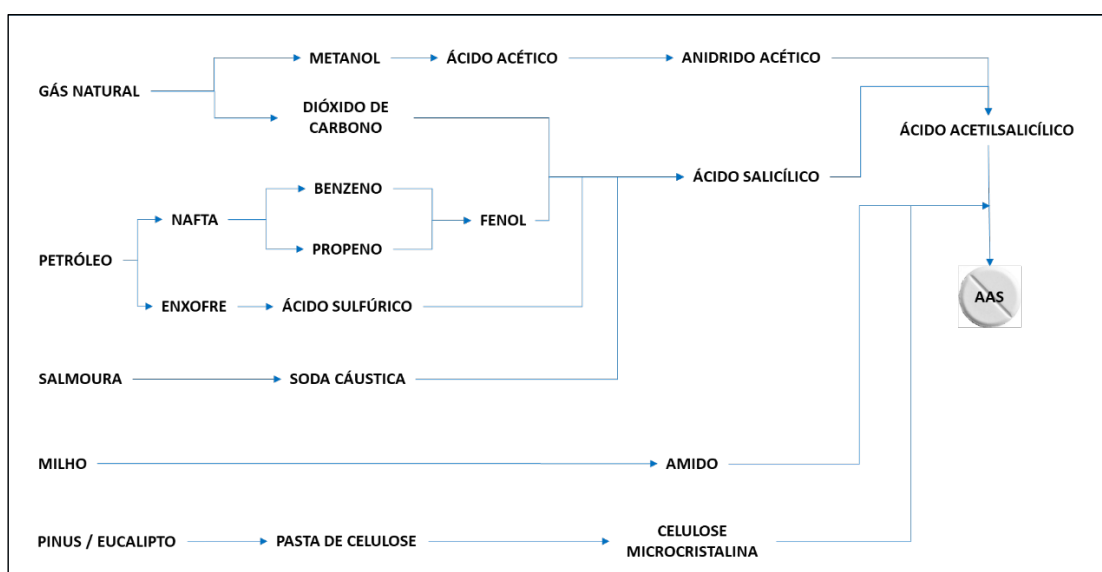 METANOL
ÁCIDO ACÉTICO
ANIDRIDO ACÉTICO
GÁS NATURAL
DIÓXIDO DE
CARBONO
ÁCIDO ACETILSALICÍLICO
ÁCIDO SALICÍLICO
BENZENO
NAFTA
FENOL
PROPENO
PETRÓLEO
ENXOFRE
ÁCIDO SULFÚRICO
AAS
SALMOURA
SODA CÁUSTICA
MILHO
AMIDO
PINUS / EUCALIPTO
PASTA DE CELULOSE
CELULOSE
MICROCRISTALINA